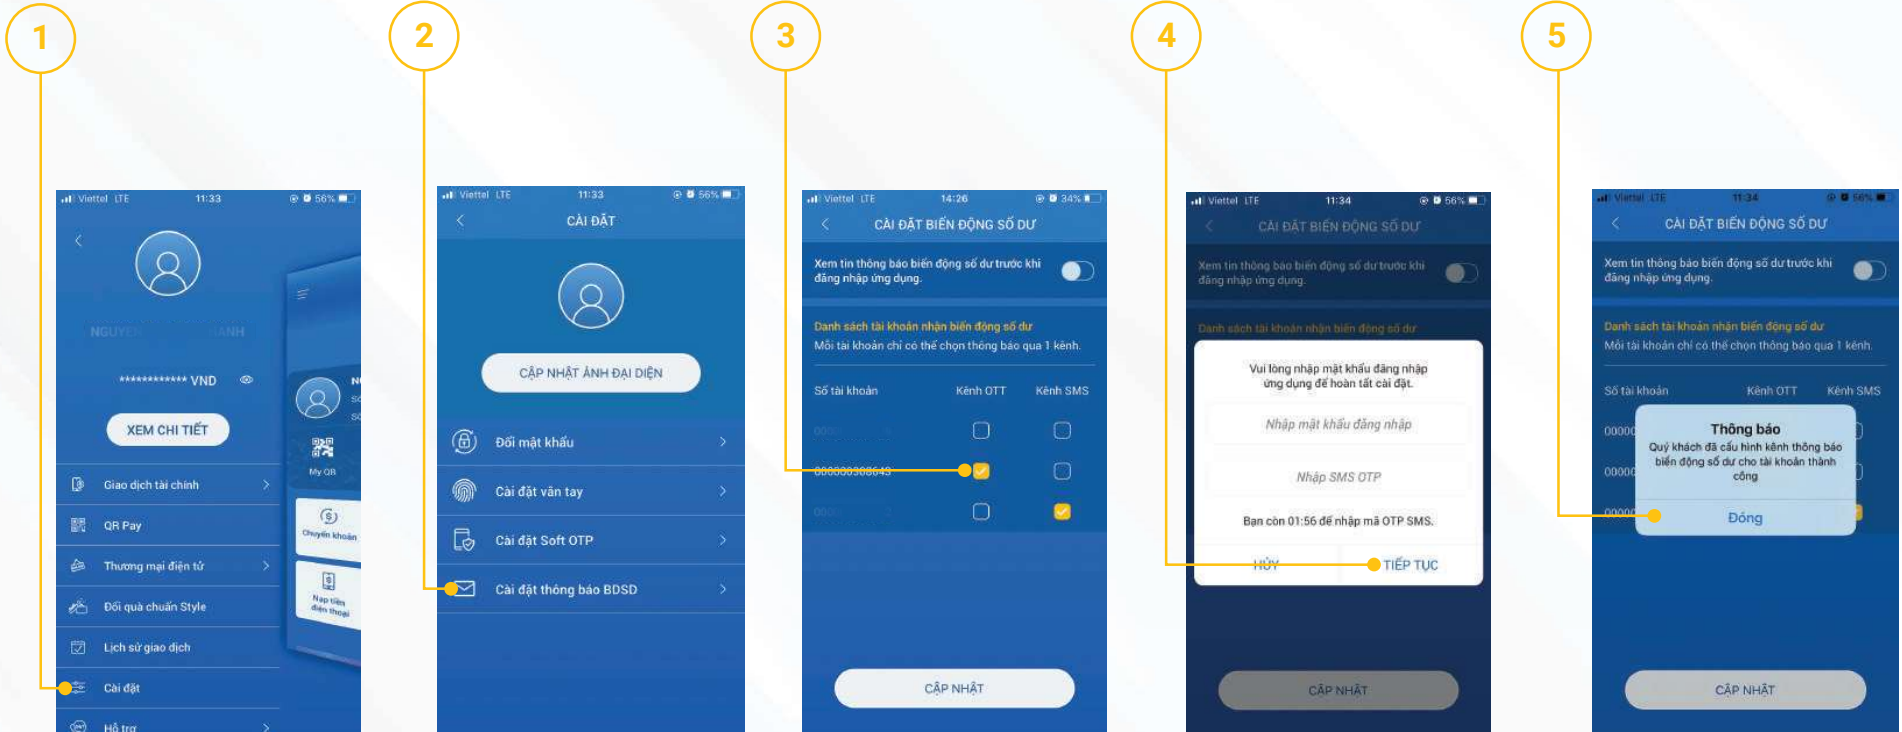 1
2
3
4
5
Viettel LTE 11:33 56%
NGUYEN HANH
************ VND
XEM CHI TIẾT
Giao dịch tài chính
QR Pay
Thương mại điện tử
Đổi quà chuẩn Style
Lịch sử giao dịch
Cài đặt
Hỗ trợ
My QR
Chuyển khoản
Nạp tiền
điện thoại
Viettel LTE 11:33 56%
CÀI ĐẶT
CẬP NHẬT ẢNH ĐẠI DIỆN
Đổi mật khẩu
Cài đặt vân tay
Cài đặt Soft OTP
Cài đặt thông báo BDSD
Viettel LTE 14:26 34%
CÀI ĐẶT BIẾN ĐỘNG SỐ DƯ
Xem tin thông báo biến động số dư trước khi
đăng nhập ứng dụng.
Danh sách tài khoản nhận biến động số dư
Mỗi tài khoản chỉ có thể chọn thông báo qua 1 kênh.
Số tài khoản Kênh OTT Kênh SMS
000000308643
CẬP NHẬT
Viettel LTE 11:34 56%
CÀI ĐẶT BIẾN ĐỘNG SỐ DƯ
Xem tin thông báo biến động số dư trước khi
đăng nhập ứng dụng.
Danh sách tài khoản nhận biến động số dư
Vui lòng nhập mật khẩu đăng nhập
ứng dụng để hoàn tất cài đặt.
Nhập mật khẩu đăng nhập
Nhập SMS OTP
Bạn còn 01:56 để nhập mã OTP SMS.
HỦY TIẾP TỤC
CẬP NHẬT
Viettel LTE 11:34 56%
CÀI ĐẶT BIẾN ĐỘNG SỐ DƯ
Xem tin thông báo biến động số dư trước khi
đăng nhập ứng dụng.
Danh sách tài khoản nhận biến động số dư
Mỗi tài khoản chỉ có thể chọn thông báo qua 1 kênh.
Số tài khoản Kênh OTT Kênh SMS
00000
0000
00000
Thông báo
Quý khách đã cấu hình kênh thông báo
biến động số dư cho tài khoản thành
công
Đóng
CẬP NHẬT